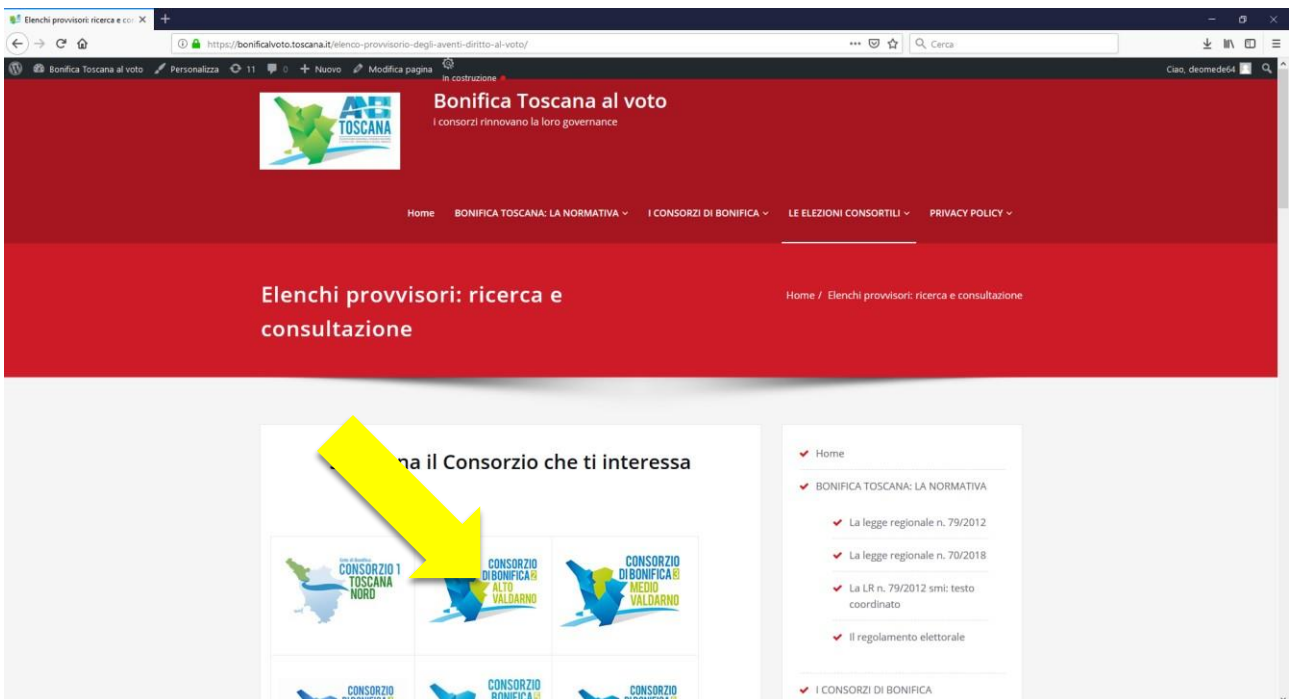 Elenchi provvisori: ricerca e con
https://bonificalvoto.toscana.it/elenco-provvisorio-degli-aventi-diritto-al-voto/
Cerca
Bonifica Toscana al voto
Personalizza
11
0
Nuovo
Modifica pagina
In costruzione
Ciao, deomede64
TOSCANA
Bonifica Toscana al voto
i consorzi rinnovano la loro governance
Home BONIFICA TOSCANA: LA NORMATIVA I CONSORZI DI BONIFICA LE ELEZIONI CONSORTILI PRIVACY POLICY
Elenchi provvisori: ricerca e
consultazione
Home / Elenchi provvisori: ricerca e consultazione
il Consorzio che ti interessa
CONSORZIO 1
TOSCANA
NORD
CONSORZIO
DI BONIFICA 2
ALTO
VALDARNO
CONSORZIO
DI BONIFICA 3
MEDIO
VALDARNO
CONSORZIO
CONSORZIO
BONIFICA
CONSORZIO
Home
BONIFICA TOSCANA: LA NORMATIVA
La legge regionale n. 79/2012
La legge regionale n. 70/2018
La LR n. 79/2012 smi: testo
coordinato
Il regolamento elettorale
I CONSORZI DI BONIFICA